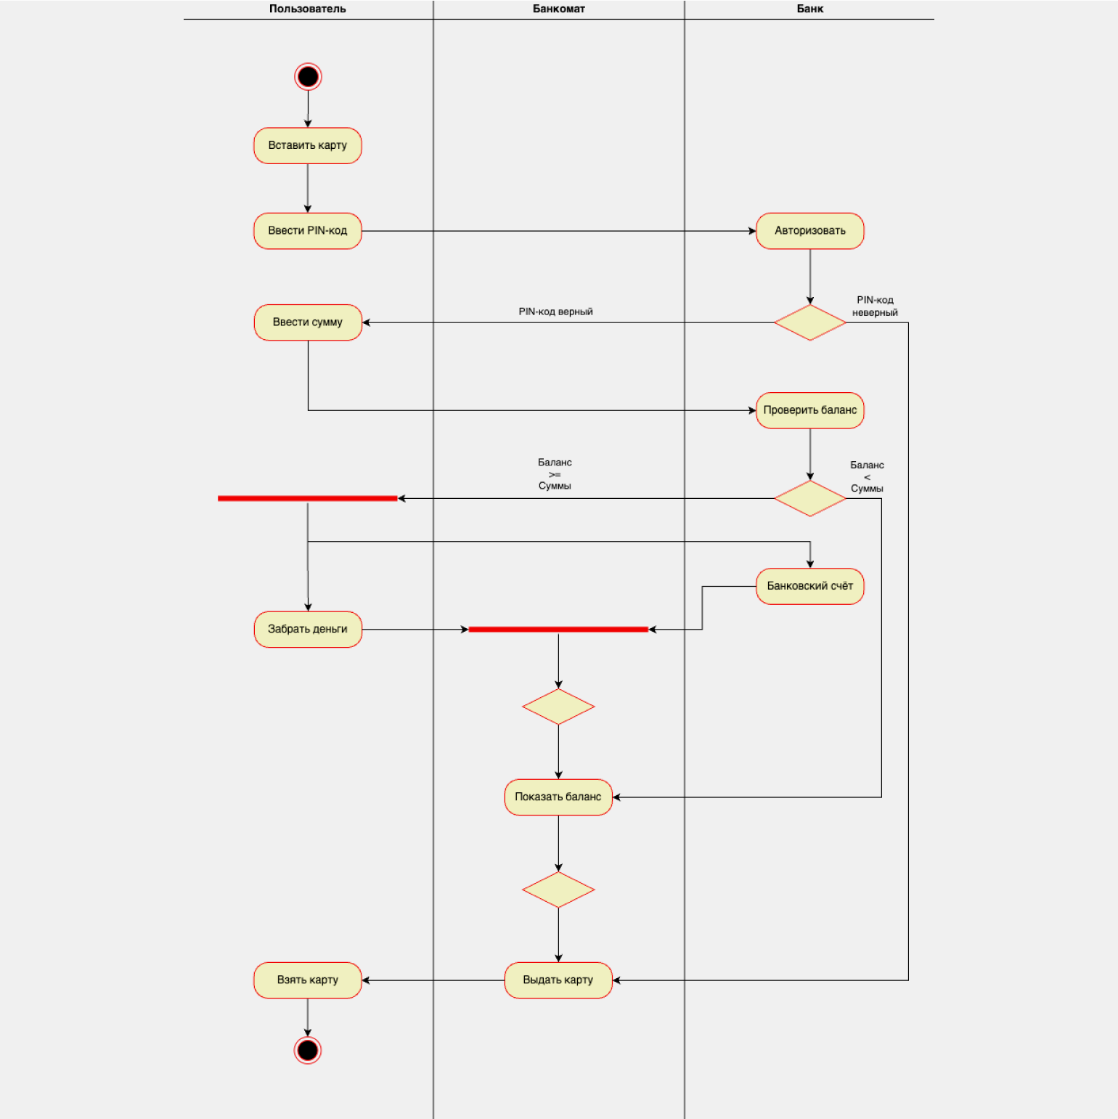 Пользователь
Банкомат
Банк
Вставить карту
Ввести PIN-код
Авторизовать
PIN-код
неверный
PIN-код верный
Ввести сумму
Проверить баланс
Баланс
>=
Суммы
Баланс
<
Суммы
Банковский счёт
Забрать деньги
Показать баланс
Взять карту
Выдать карту